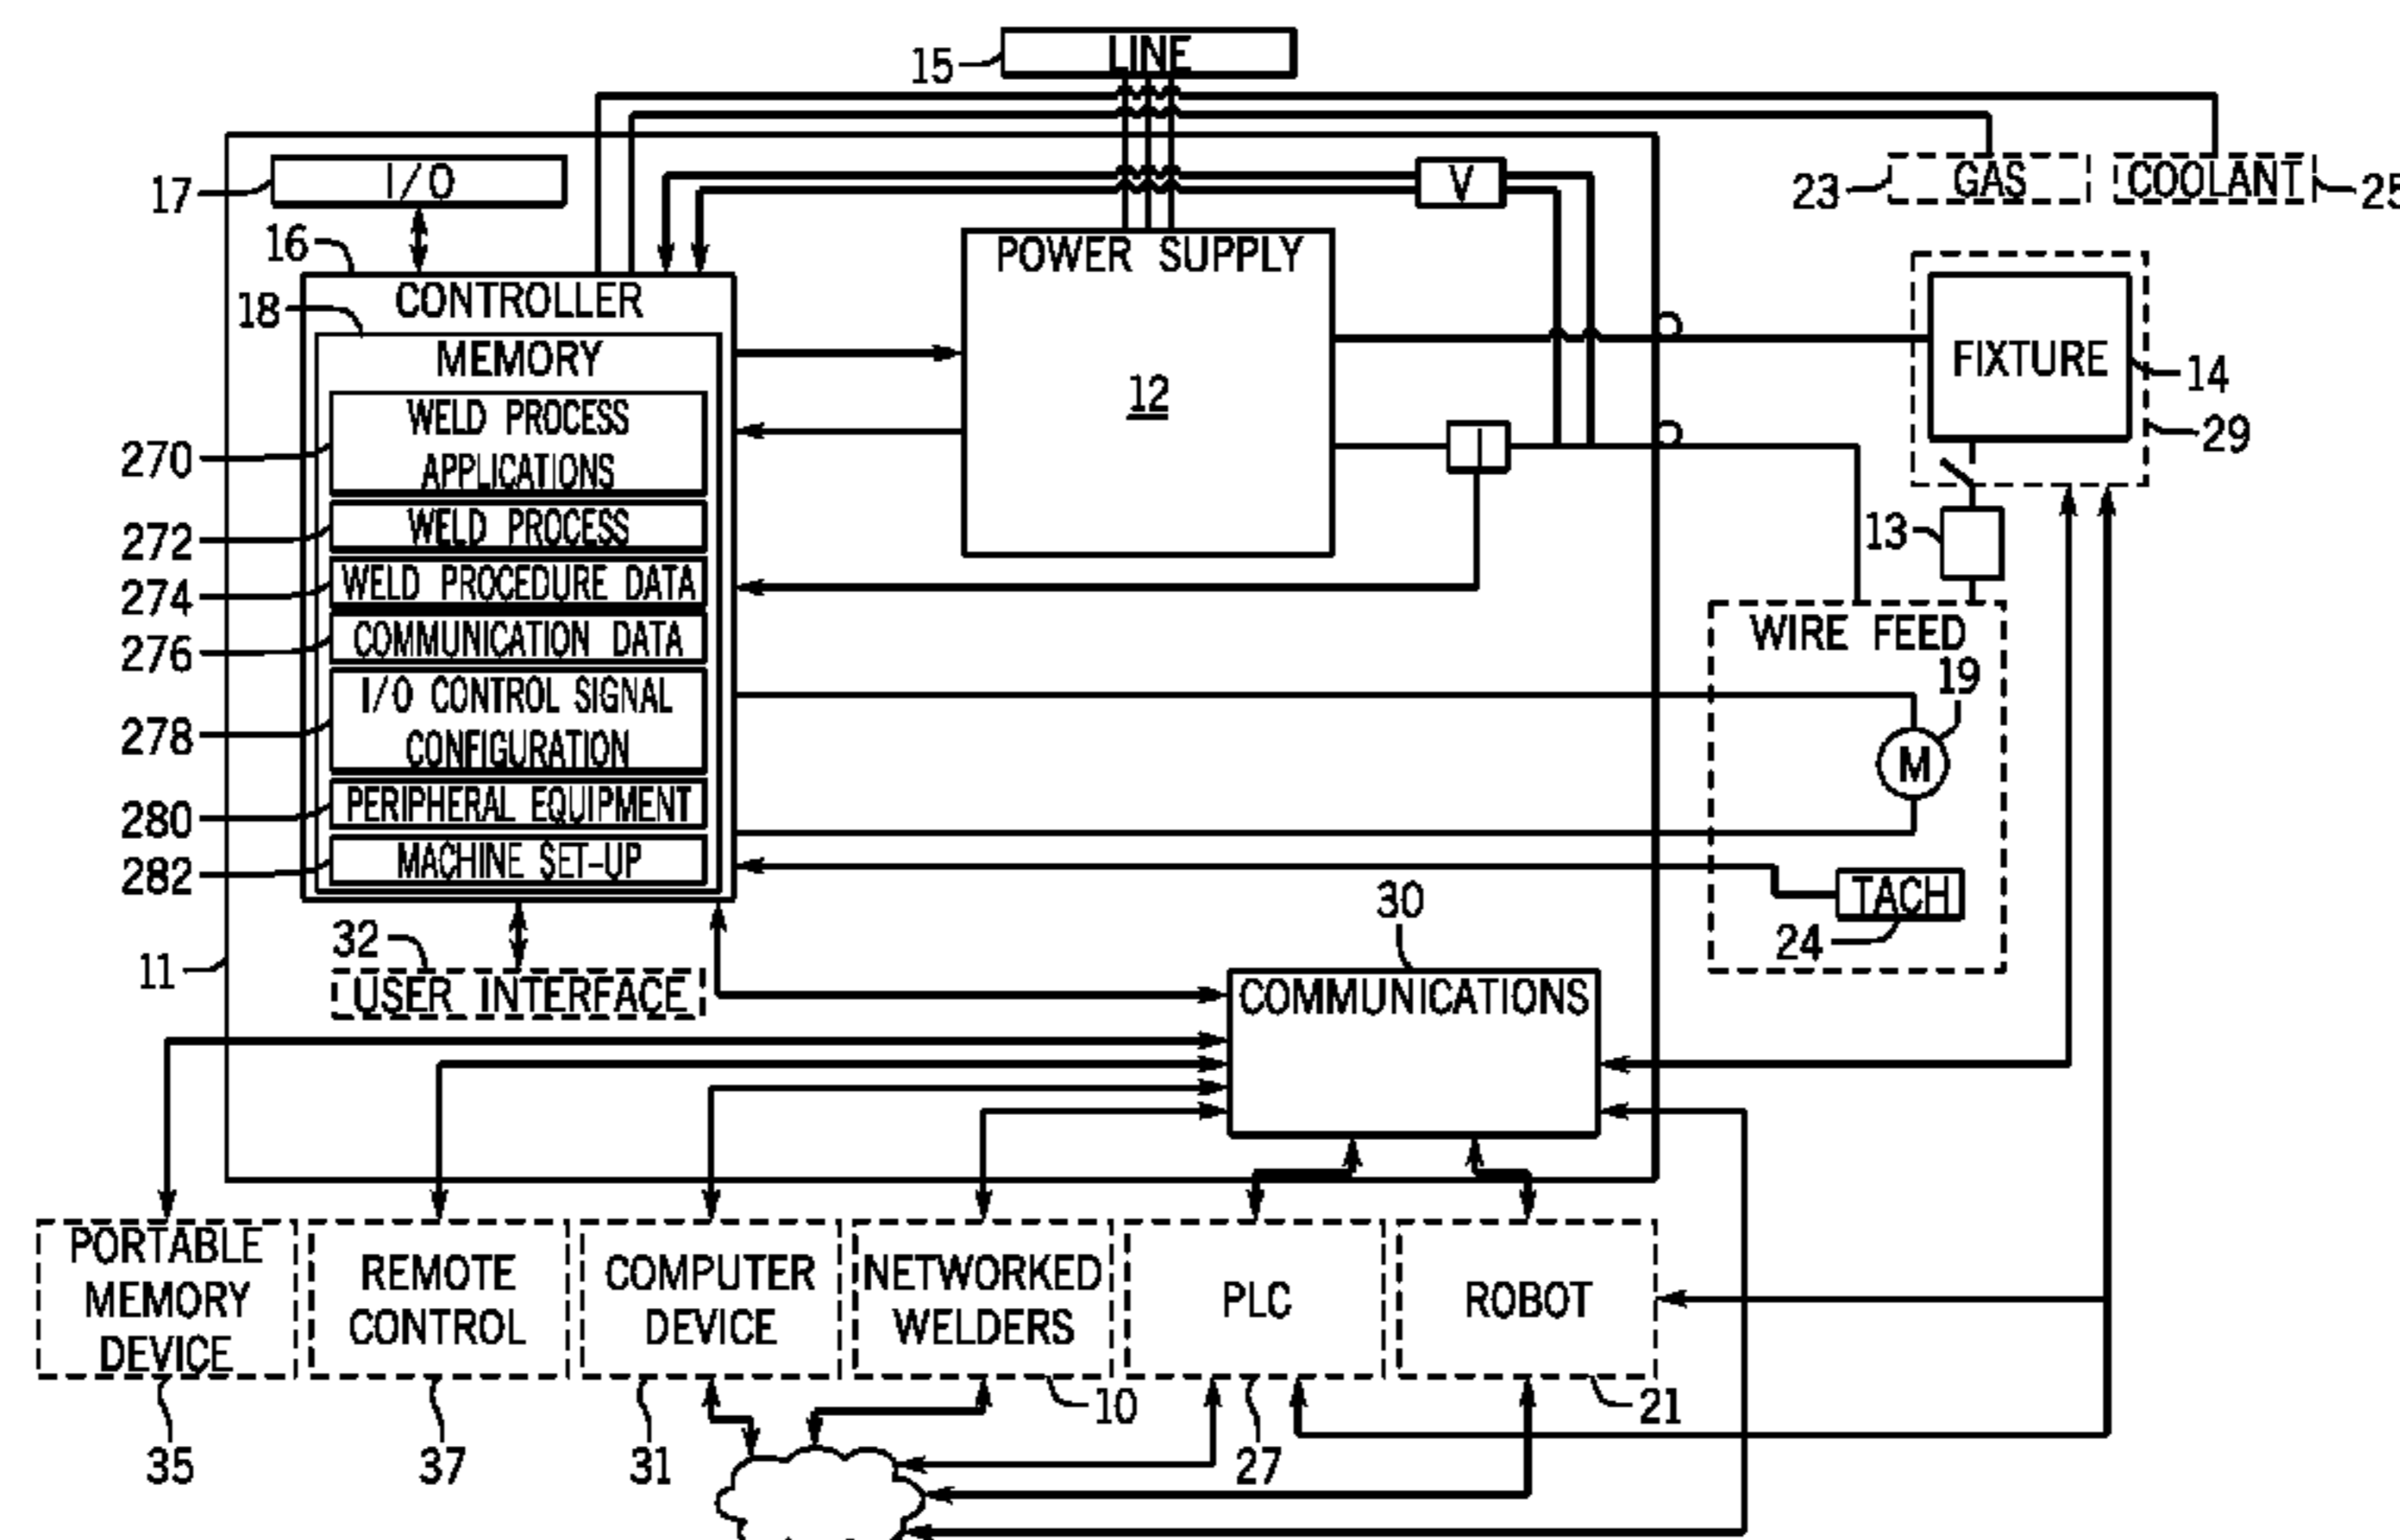 LINE
15
I/O
17
V
23
GAS
COOLANT
16
CONTROLLER
POWER SUPPLY
12
18
MEMORY
FIXTURE
14
29
WELD PROCESS
APPLICATIONS
270
I
WELD PROCESS
272
13
WELD PROCEDURE DATA
274
COMMUNICATION DATA
276
WIRE FEED
19
M
I/O CONTROL SIGNAL
CONFIGURATION
278
PERIPHERAL EQUIPMENT
280
MACHINE SET-UP
282
TACH
24
30
32
USER INTERFACE
11
COMMUNICATIONS
PORTABLE
MEMORY
DEVICE
REMOTE
CONTROL
COMPUTER
DEVICE
NETWORKED
WELDERS
PLC
ROBOT
35
37
31
10
27
21